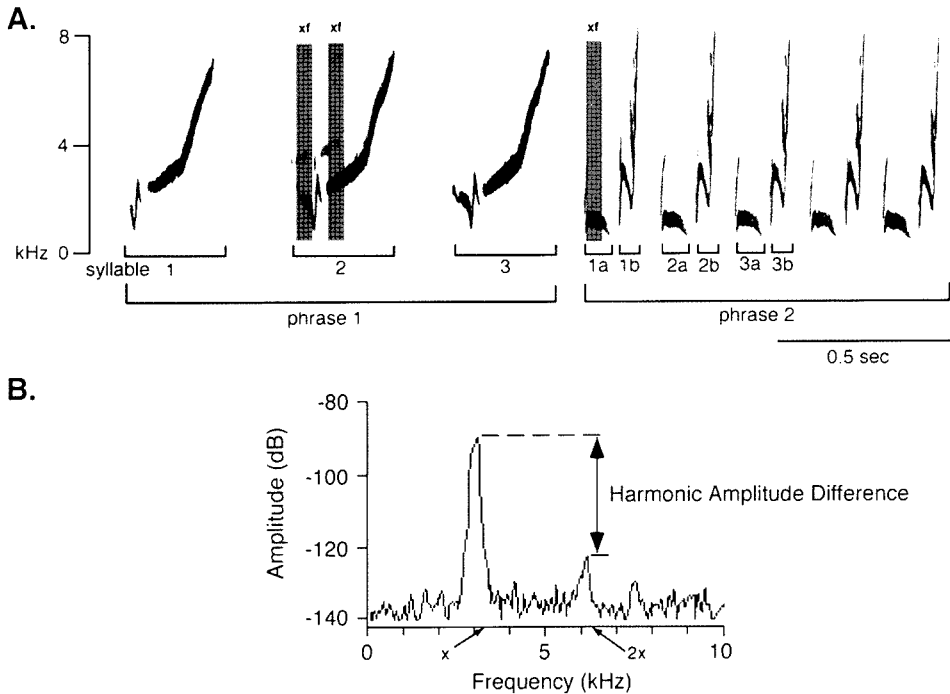 A.
xf xf xf
8
4
kHz 0
syllable 1 2 3 1a 1b 2a 2b 3a 3b
phrase 1 phrase 2
0.5 sec
B.
-80
-100
-120
-140
Amplitude (dB)
Harmonic Amplitude Difference
0 x 5 2x 10
Frequency (kHz)